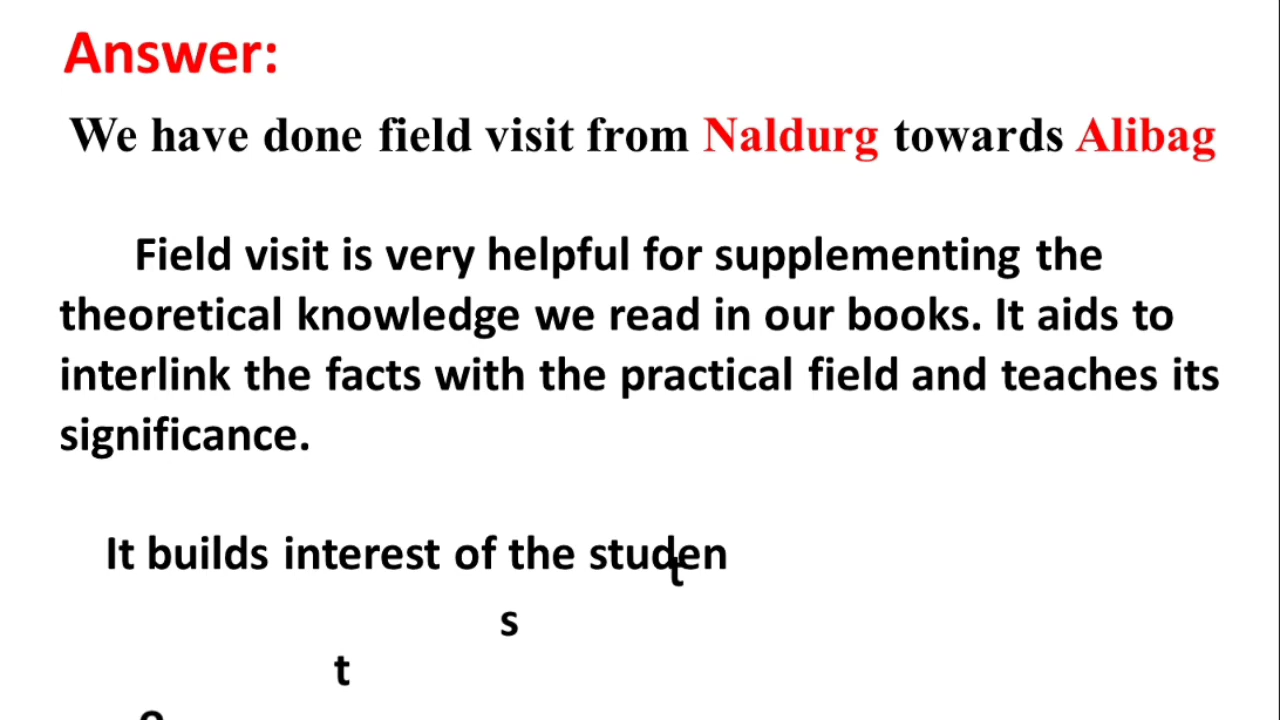 Answer:
We have done field visit from Naldurg towards Alibag
Field visit is very helpful for supplementing the
theoretical knowledge we read in our books. It aids to
interlink the facts with the practical field and teaches its
significance.
It builds interest of the studen
t
s
t